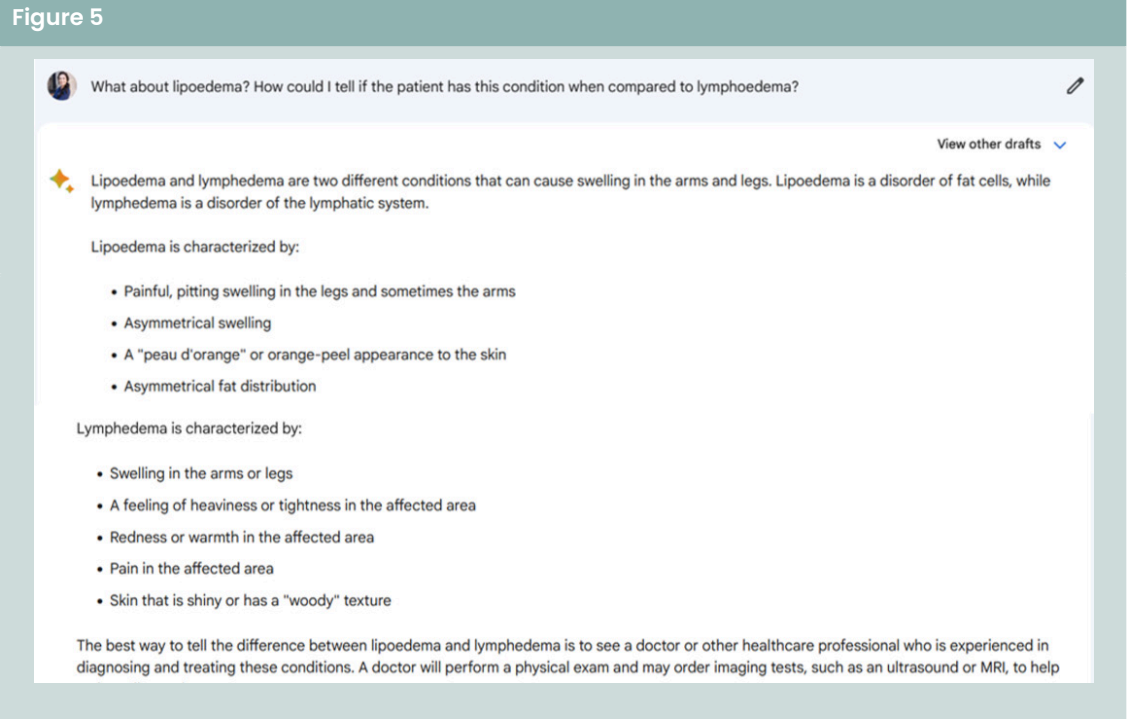 Figure 5
What about lipoedema? How could I tell if the patient has this condition when compared to lymphoedema?
View other drafts
Lipoedema and lymphedema are two different conditions that can cause swelling in the arms and legs. Lipoedema is a disorder of fat cells, while
lymphedema is a disorder of the lymphatic system.
Lipoedema is characterized by:
• Painful, pitting swelling in the legs and sometimes the arms
• Asymmetrical swelling
• A "peau d'orange" or orange-peel appearance to the skin
• Asymmetrical fat distribution
Lymphedema is characterized by:
• Swelling in the arms or legs
• A feeling of heaviness or tightness in the affected area
• Redness or warmth in the affected area
• Pain in the affected area
• Skin that is shiny or has a "woody" texture
The best way to tell the difference between lipoedema and lymphedema is to see a doctor or other healthcare professional who is experienced in
diagnosing and treating these conditions. A doctor will perform a physical exam and may order imaging tests, such as an ultrasound or MRI, to help